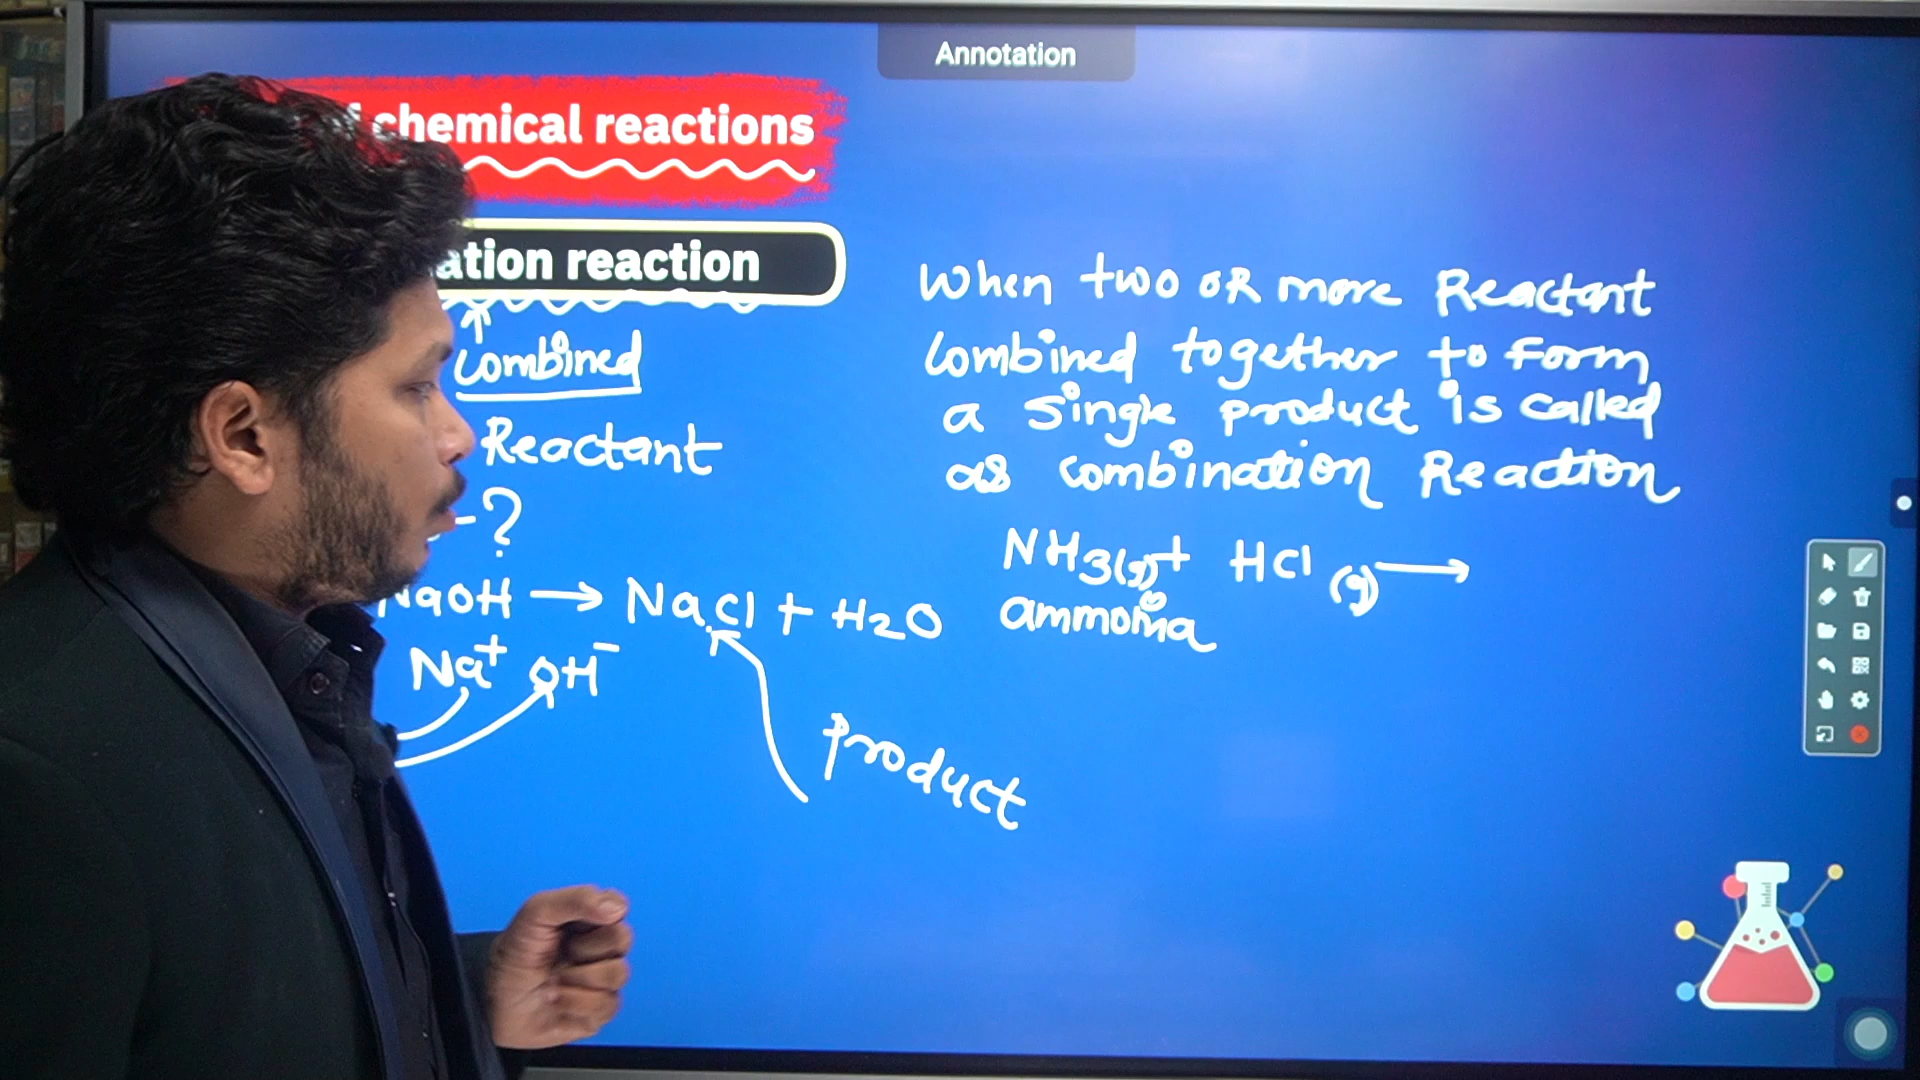 Annotation
chemical reactions
ation reaction
combined
Reactant
- ?
NaOH → NaCl + H2O
Na+ OH-
product
When two OR more Reactant
combined together to form
a single product is called
as combination Reaction
NH3(g) + HCl (g) →
ammonia